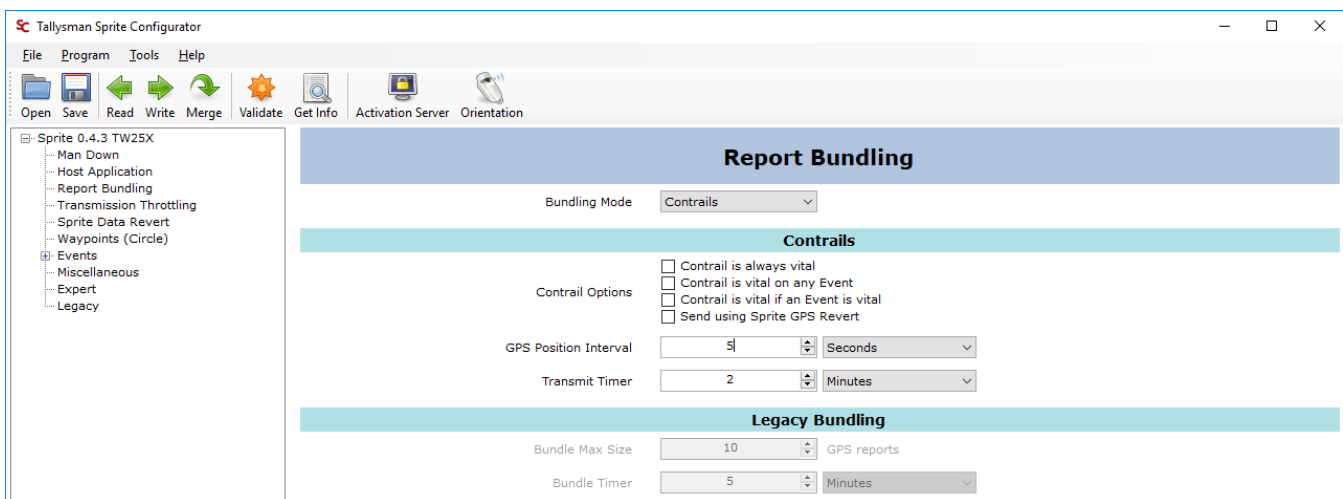 SC Tallysman Sprite Configurator
File Program Tools Help
Open Save Read Write Merge Validate Get Info Activation Server Orientation
Sprite 0.4.3 TW25X
Man Down
Host Application
Report Bundling
Transmission Throttling
Sprite Data Revert
Waypoints (Circle)
Events
Miscellaneous
Expert
Legacy
Report Bundling
Bundling Mode Contrails
Contrails
Contrail Options
Contrail is always vital
Contrail is vital on any Event
Contrail is vital if an Event is vital
Send using Sprite GPS Revert
GPS Position Interval 5 Seconds
Transmit Timer 2 Minutes
Legacy Bundling
Bundle Max Size 10 GPS reports
Bundle Timer 5 Minutes